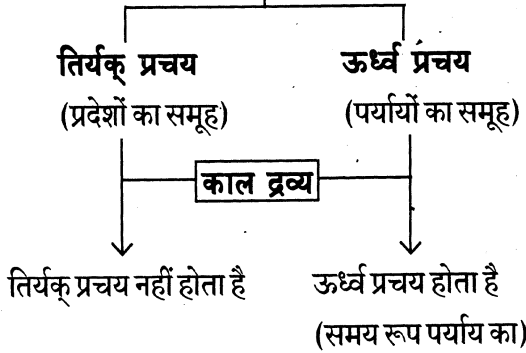 तिर्यक् प्रचय
ऊर्ध्व प्रचय
(प्रदेशों का समूह)
(पर्यायों का समूह)
काल द्रव्य
तिर्यक् प्रचय नहीं होता है
ऊर्ध्व प्रचय होता है
(समय रूप पर्याय का)